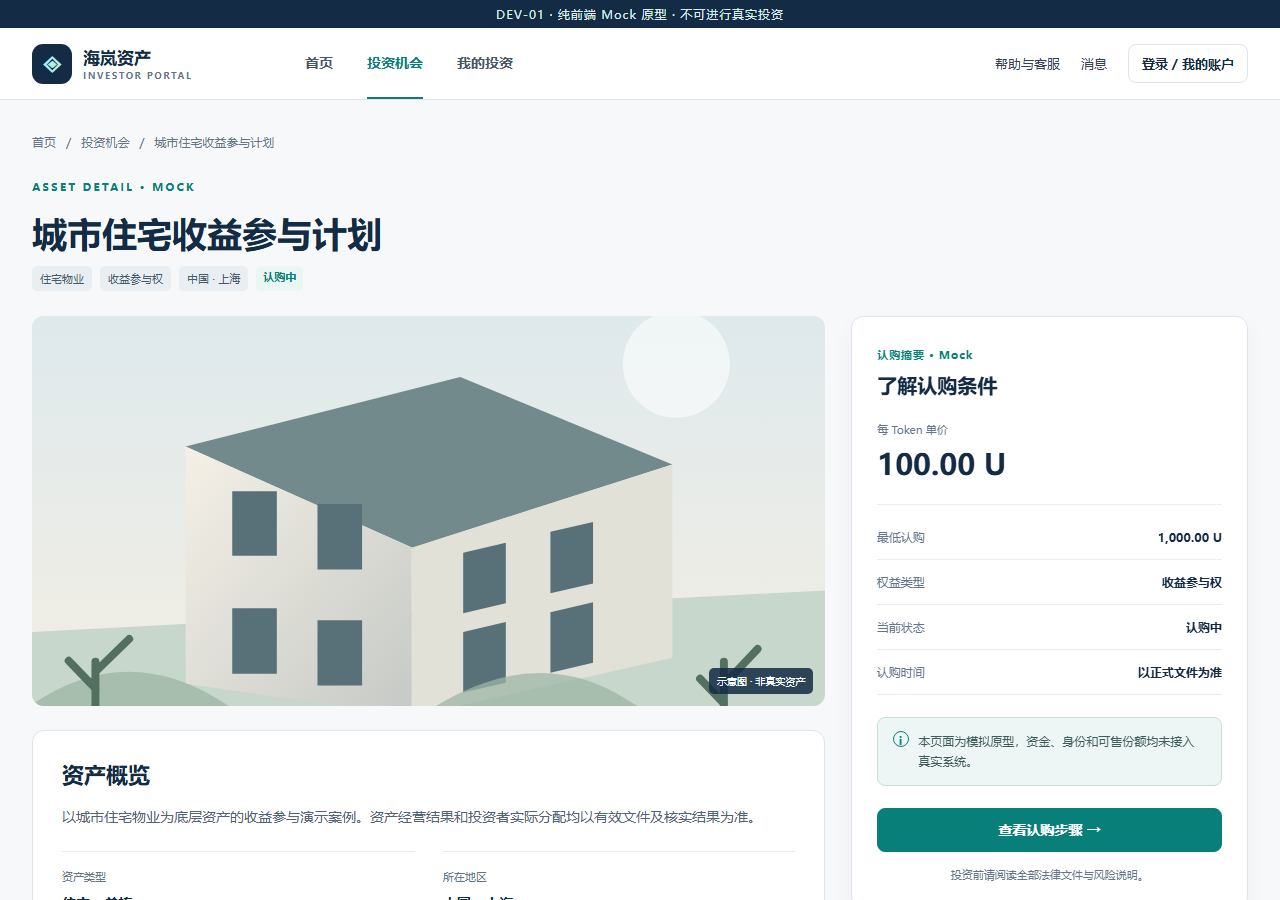 DEV-01 · 纯前端 Mock 原型 · 不可进行真实投资
海岚资产
INVESTOR PORTAL
首页
投资机会
我的投资
帮助与客服
消息
登录 / 我的账户
首页 / 投资机会 / 城市住宅收益参与计划
ASSET DETAIL • MOCK
城市住宅收益参与计划
住宅物业
收益参与权
中国 · 上海
认购中
示意图 · 非真实资产
资产概览
以城市住宅物业为底层资产的收益参与演示案例。资产经营结果和投资者实际分配均以有效文件及核实结果为准。
资产类型
所在地区
认购摘要 • Mock
了解认购条件
每 Token 单价
100.00 U
最低认购
1,000.00 U
权益类型
收益参与权
当前状态
认购中
认购时间
以正式文件为准
本页面为模拟原型，资金、身份和可售份额均未接入
真实系统。
查看认购步骤 →
投资前请阅读全部法律文件与风险说明。